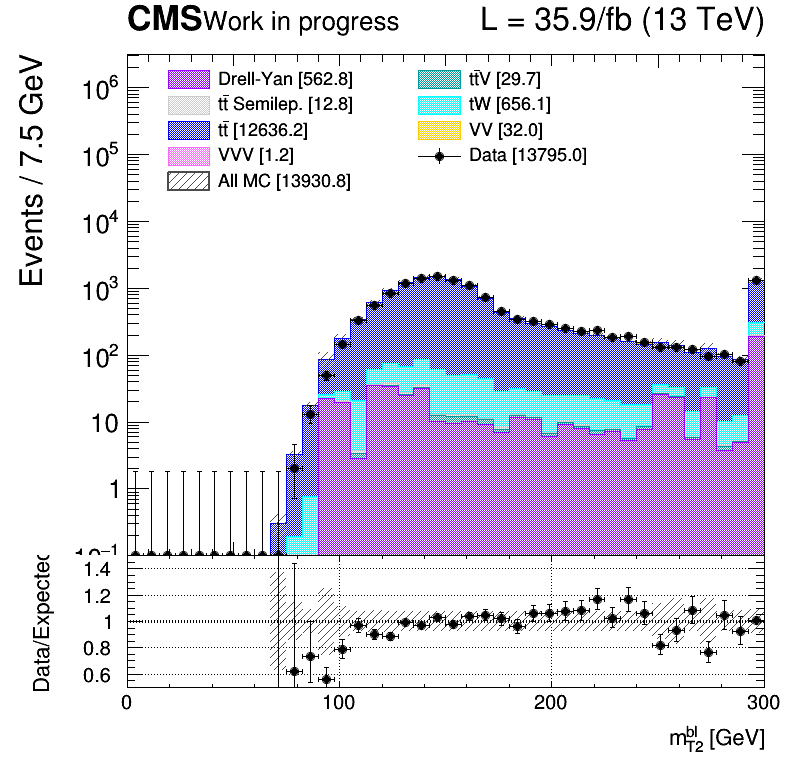 CMS Work in progress L = 35.9/fb (13 TeV)
Events / 7.5 GeV
Drell-Yan [562.8]
tt̄V [29.7]
tt̄ Semilep. [12.8]
tW [656.1]
tt̄ [12636.2]
VV [32.0]
VVV [1.2]
Data [13795.0]
All MC [13930.8]
10⁶
10⁵
10⁴
10³
10²
10
1
10⁻¹
Data/Expected
1.4
1.2
1
0.8
0.6
0 100 200 300
m_{T2}^{bl} [GeV]